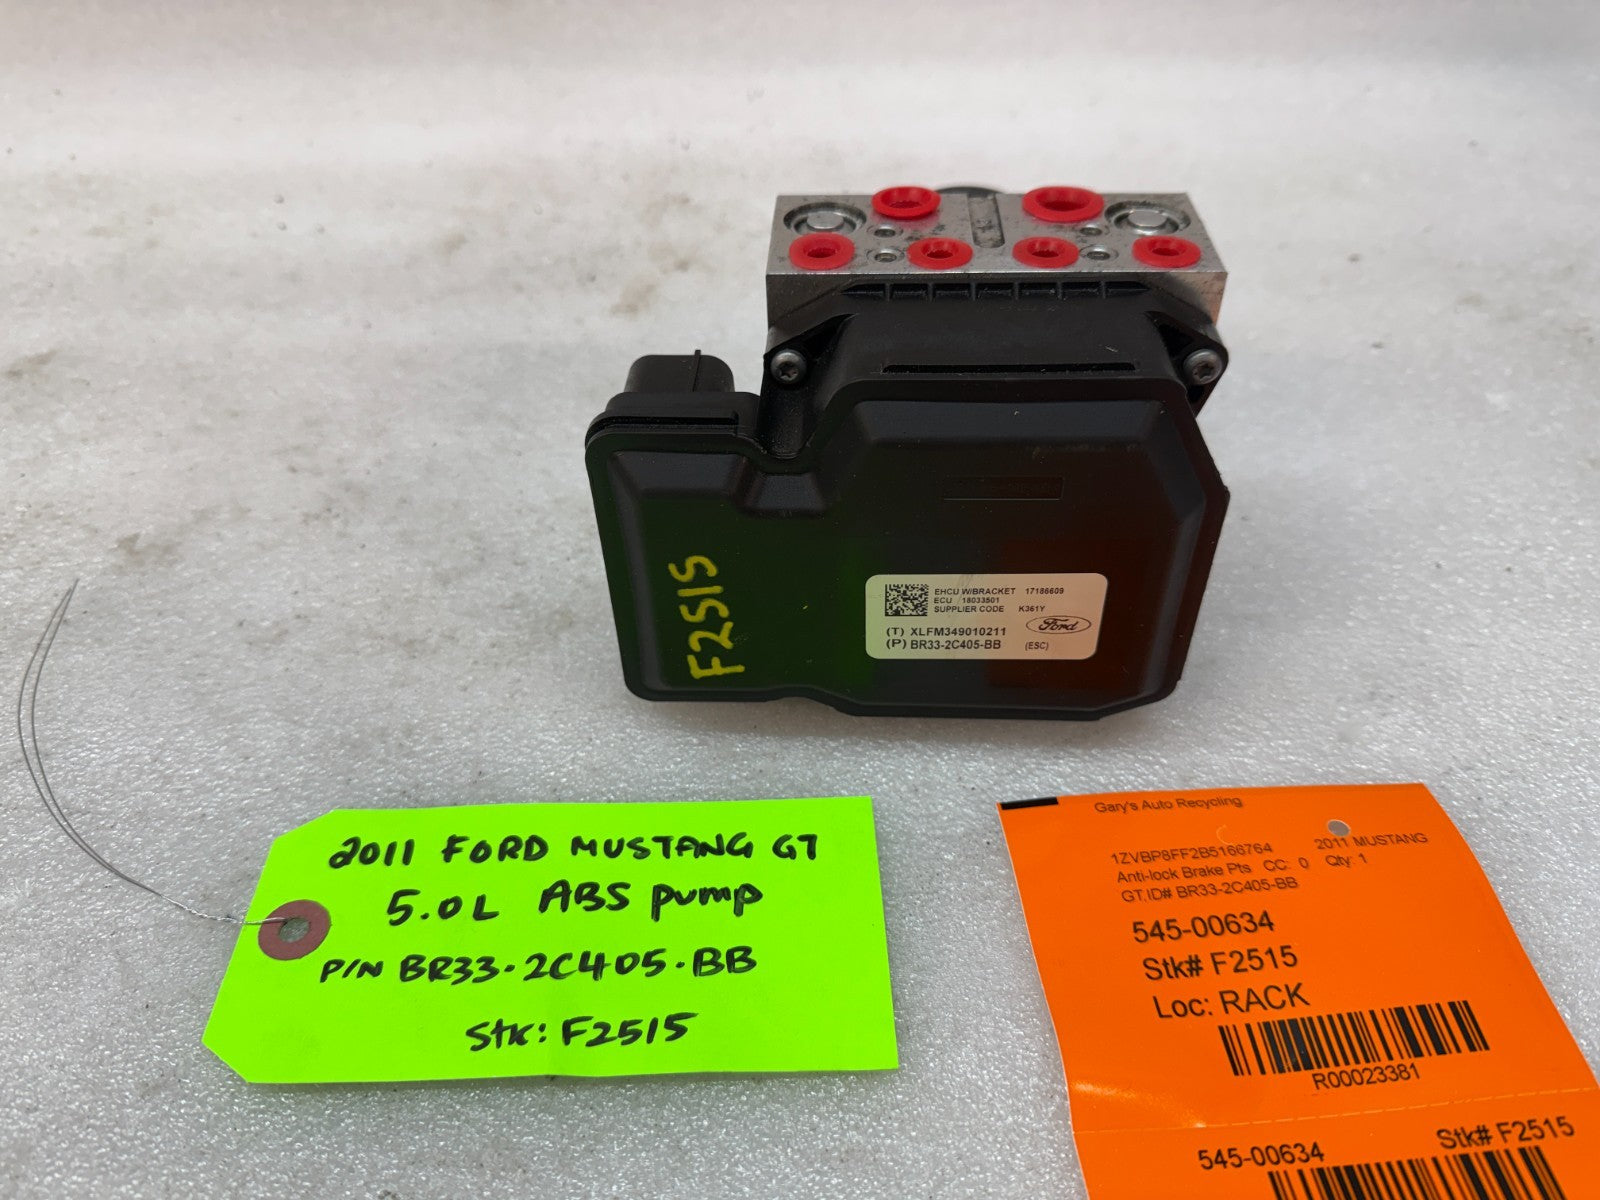 F2515
EHCU W/BRACKET 17186609
ECU 18033501
SUPPLIER CODE K361Y
Ford
(T) XLFM349010211
(P) BR33-2C405-BB (ESC)
2011 FORD MUSTANG GT
5.0L ABS pump
P/N BR33-2C405-BB
Stk: F2515
Gary's Auto Recycling
1ZVBP8FF2B5166764 2011 MUSTANG
Anti-lock Brake Pts CC: 0 Qty: 1
GT,ID# BR33-2C405-BB
545-00634
Stk# F2515
Loc: RACK
R00023381
545-00634 Stk# F2515